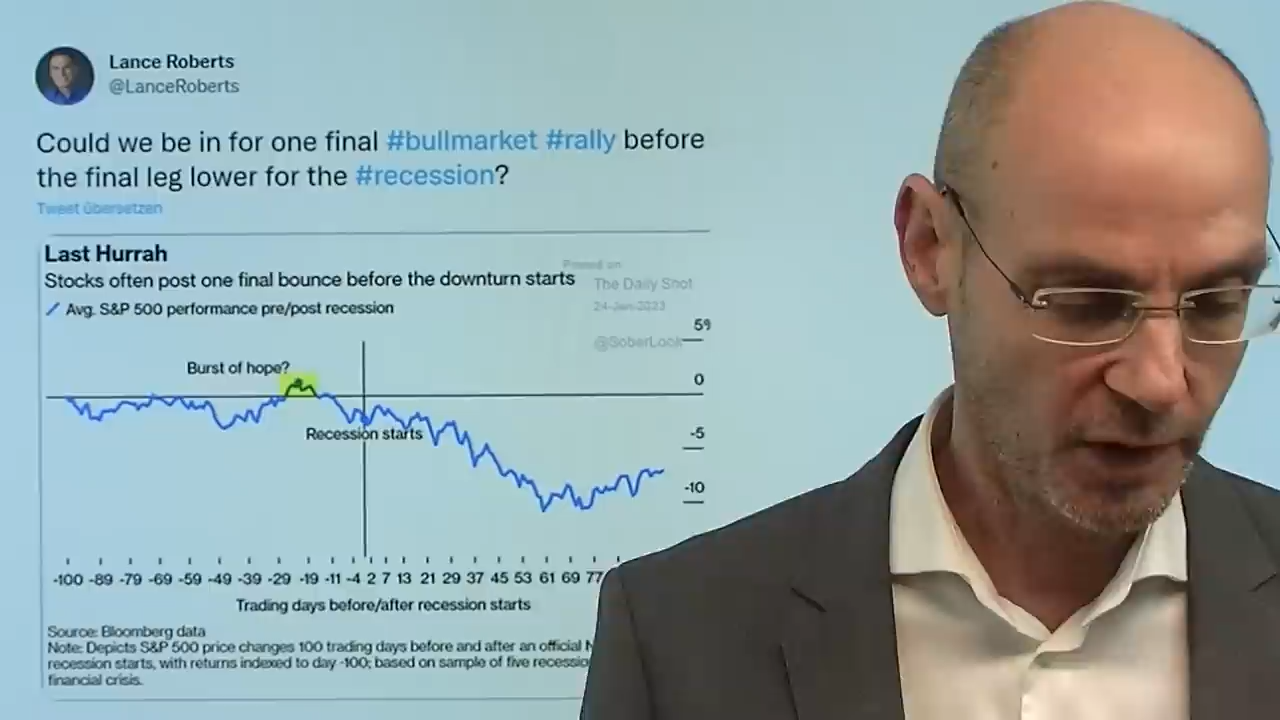 Lance Roberts
@LanceRoberts
Could we be in for one final #bullmarket #rally before
the final leg lower for the #recession?
Tweet übersetzen
Last Hurrah
Posted on
Stocks often post one final bounce before the downturn starts
The Daily Shot
Avg. S&P 500 performance pre/post recession
24-Jan-2023
@SoberLook
5%
Burst of hope?
0
Recession starts
-5
-10
-100 -89 -79 -69 -59 -49 -39 -29 -19 -11 -4 2 7 13 21 29 37 45 53 61 69 77
Trading days before/after recession starts
Source: Bloomberg data
Note: Depicts S&P 500 price changes 100 trading days before and after an official
recession starts, with returns indexed to day -100; based on sample of five
financial crisis.